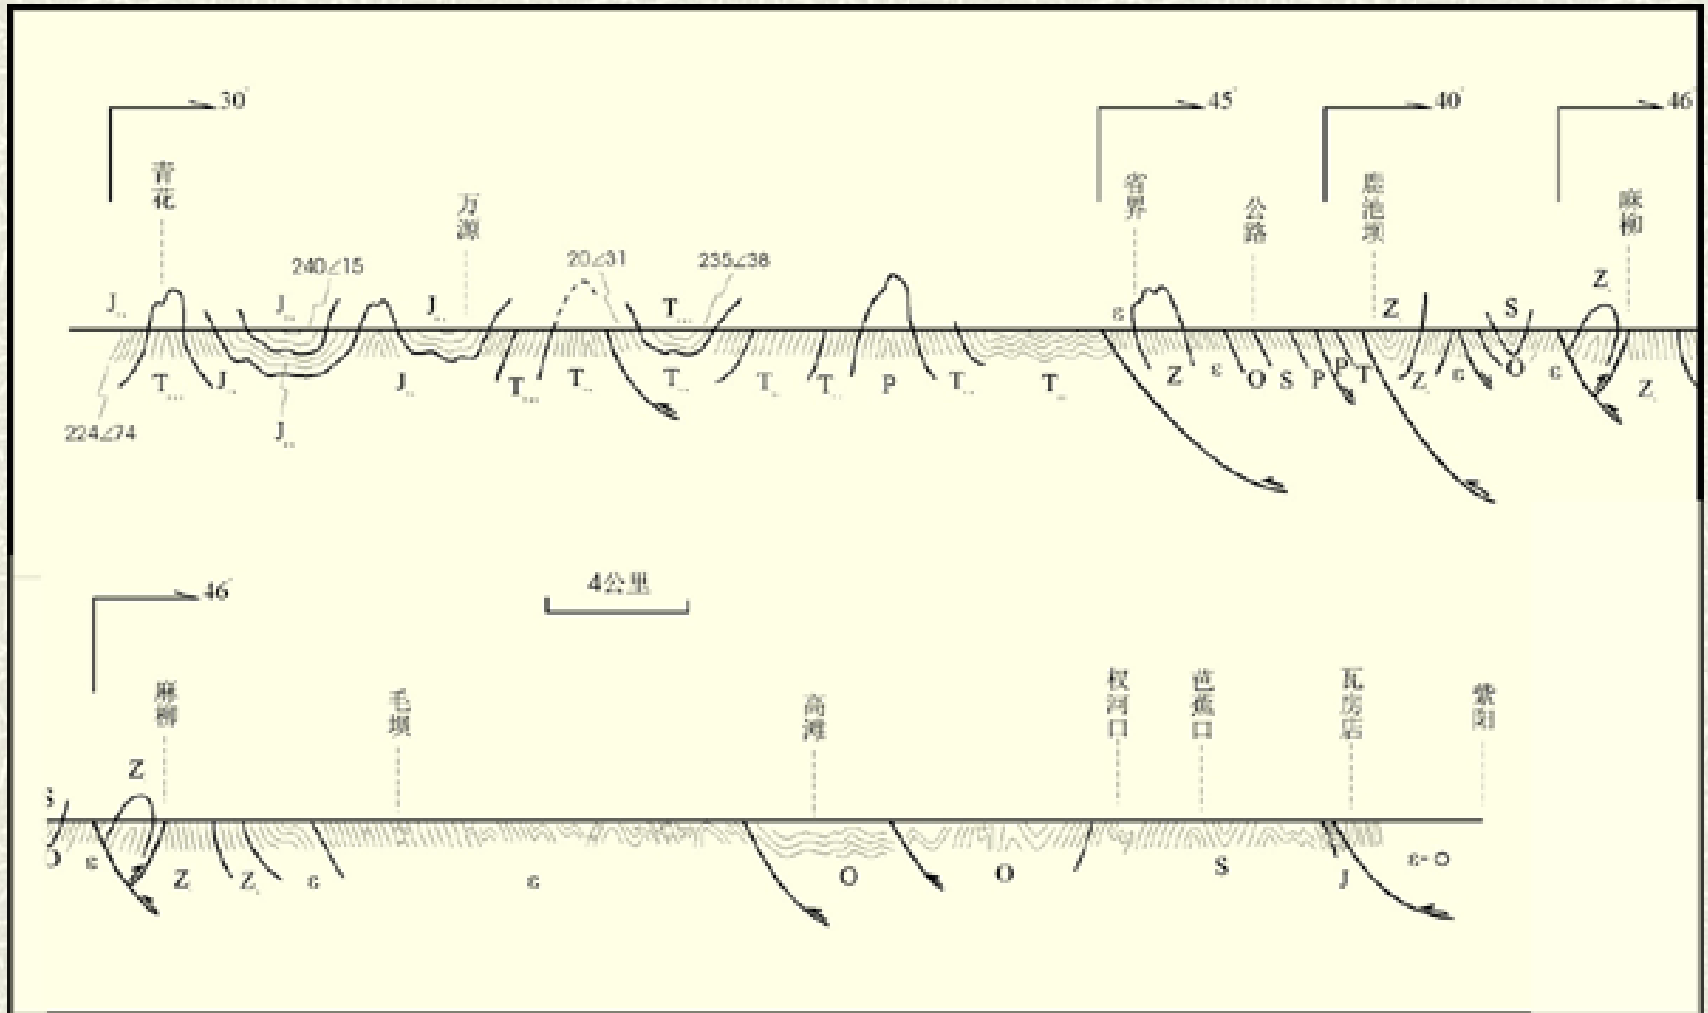 30°
45°
40°
46°
青花
万源
省界
公路
鹿池坝
麻柳
240∠15
20∠31
235∠38
Z
J
J
J
T
ε
Z
S
T
J
J
T
T
T
T
T
P
T
T
Z
ε
O
S
P
P
T
Z
ε
O
ε
Z
224∠74
J
46°
4公里
麻柳
毛坝
高滩
权河口
芭蕉口
瓦房店
紫阳
Z
S
O
ε
Z
Z
ε
ε
O
O
S
J
ε-O